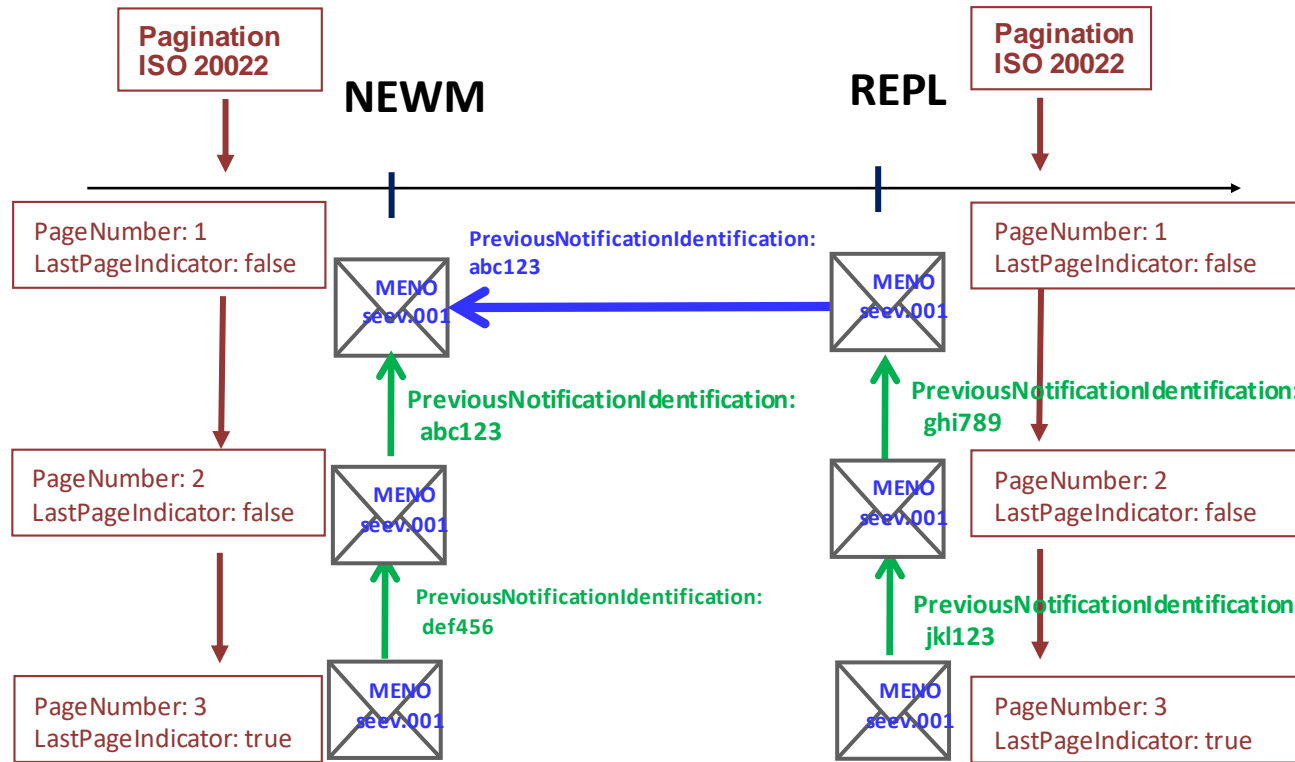 Pagination
ISO 20022
NEWM
REPL
Pagination
ISO 20022
PageNumber: 1
LastPageIndicator: false
PreviousNotificationIdentification:
abc123
MENO
seev.001
MENO
seev.001
PageNumber: 1
LastPageIndicator: false
PreviousNotificationIdentification:
abc123
PreviousNotificationIdentification:
ghi789
PageNumber: 2
LastPageIndicator: false
MENO
seev.001
MENO
seev.001
PageNumber: 2
LastPageIndicator: false
PreviousNotificationIdentification:
def456
PreviousNotificationIdentification
jkl123
PageNumber: 3
LastPageIndicator: true
MENO
seev.001
MENO
seev.001
PageNumber: 3
LastPageIndicator: true